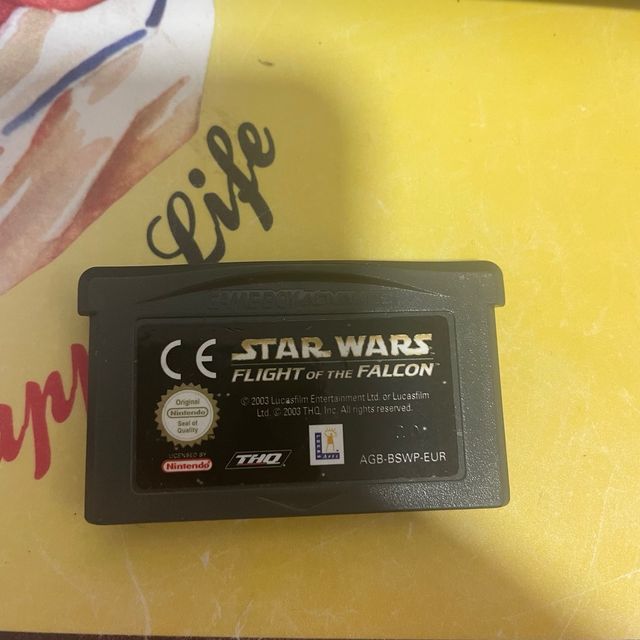 Life
GAME BOY ADVANCE
CE
STAR WARS
FLIGHT OF THE FALCON™
© 2003 Lucasfilm Entertainment Ltd. or Lucasfilm
Ltd. © 2003 THQ, Inc. All rights reserved.
Original
Nintendo
Seal of
Quality
LICENSED BY
Nintendo
THQ
AGB-BSWP-EUR